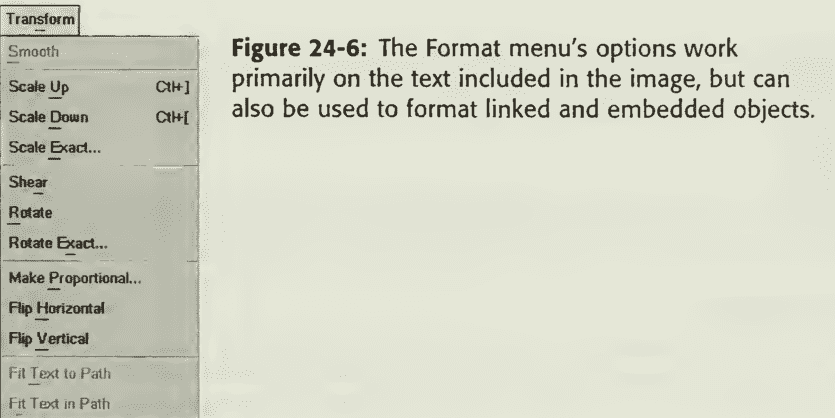 Transform
Smooth
Scale Up Ctl+]
Scale Down Ctl+[
Scale Exact...
Shear
Rotate
Rotate Exact...
Make Proportional...
Flip Horizontal
Flip Vertical
Fit Text to Path
Fit Text in Path
Figure 24-6: The Format menu's options work
primarily on the text included in the image, but can
also be used to format linked and embedded objects.